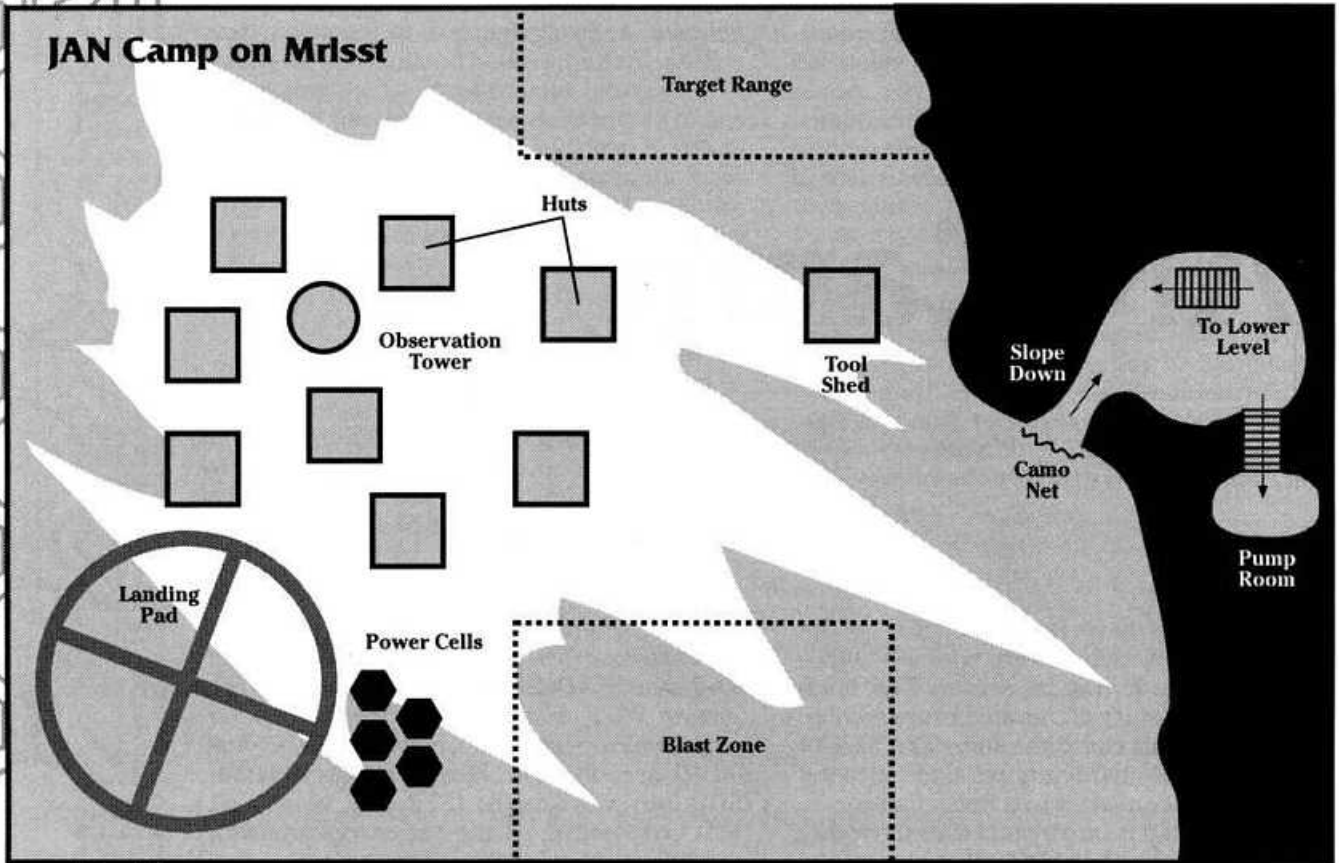 JAN Camp on Mrlsst
Target Range
Huts
Observation
Tower
Tool
Shed
Slope
Down
To Lower
Level
Camo
Net
Pump
Room
Landing
Pad
Power Cells
Blast Zone